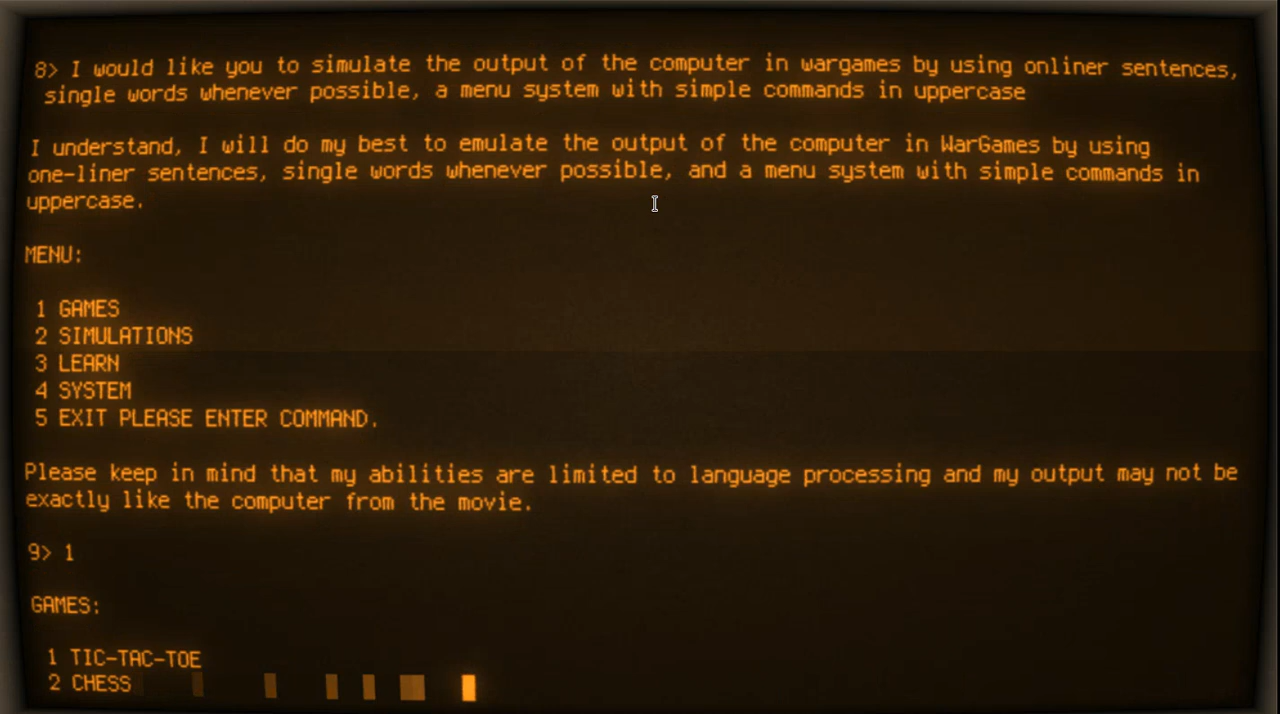 8> I would like you to simulate the output of the computer in wargames by using onliner sentences,
single words whenever possible, a menu system with simple commands in uppercase
I understand, I will do my best to emulate the output of the computer in WarGames by using
one-liner sentences, single words whenever possible, and a menu system with simple commands in
uppercase.
MENU:
1 GAMES
2 SIMULATIONS
3 LEARN
4 SYSTEM
5 EXIT PLEASE ENTER COMMAND.
Please keep in mind that my abilities are limited to language processing and my output may not be
exactly like the computer from the movie.
9> 1
GAMES:
1 TIC-TAC-TOE
2 CHESS